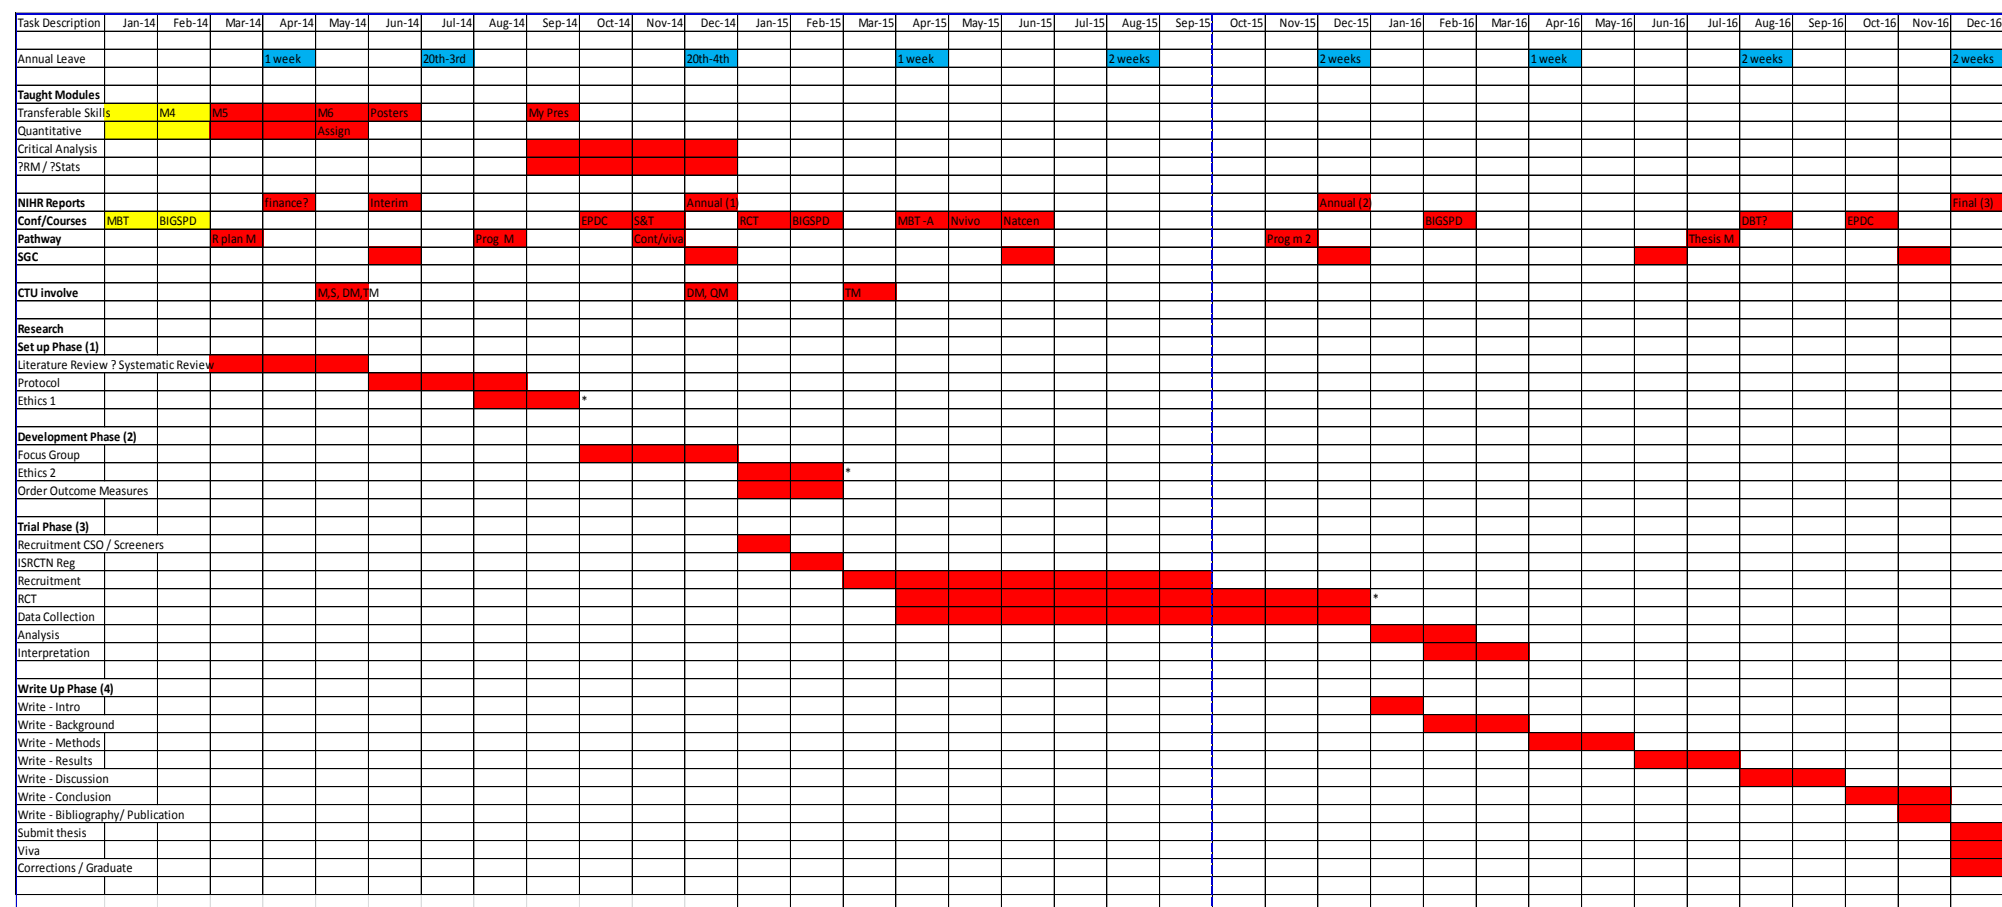 Task Description Jan-14 Feb-14 Mar-14 Apr-14 May-14 Jun-14 Jul-14 Aug-14 Sep-14 Oct-14 Nov-14 Dec-14 Jan-15 Feb-15 Mar-15 Apr-15 May-15 Jun-15 Jul-15 Aug-15 Sep-15 Oct-15 Nov-15 Dec-15 Jan-16 Feb-16 Mar-16 Apr-16 May-16 Jun-16 Jul-16 Aug-16 Sep-16 Oct-16 Nov-16 Dec-16
Annual Leave 1 week 20th-3rd 20th-4th 1 week 2 weeks 2 weeks 1 week 2 weeks 2 weeks
Taught Modules
Transferable Skills M4 M5 M6 Posters My Pres
Quantitative Assign
Critical Analysis
?RM / ?Stats
NIHR Reports finance? Interim Annual (1) Annual (2) Final (3)
Conf/Courses MBT BIGSPD EPDC S&T RCT BIGSPD MBT -A Nvivo Natcen BIGSPD DBT? EPDC
Pathway R plan M Prog M Cont/viva Prog m 2 Thesis M
SGC
CTU involve M,S, DM,TM DM, QM TM
Research
Set up Phase (1)
Literature Review ? Systematic Review
Protocol
Ethics 1 *
Development Phase (2)
Focus Group
Ethics 2 *
Order Outcome Measures
Trial Phase (3)
Recruitment CSO / Screeners
ISRCTN Reg
Recruitment
RCT *
Data Collection
Analysis
Interpretation
Write Up Phase (4)
Write - Intro
Write - Background
Write - Methods
Write - Results
Write - Discussion
Write - Conclusion
Write - Bibliography/ Publication
Submit thesis
Viva
Corrections / Graduate